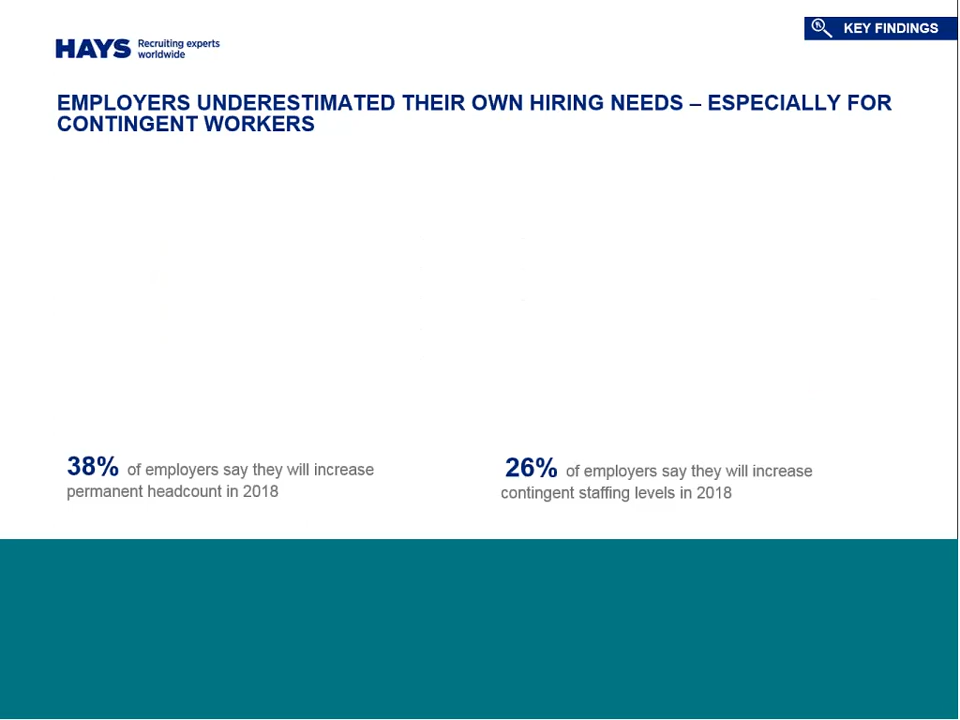 KEY FINDINGS
HAYS Recruiting experts
worldwide
EMPLOYERS UNDERESTIMATED THEIR OWN HIRING NEEDS – ESPECIALLY FOR
CONTINGENT WORKERS
38% of employers say they will increase
permanent headcount in 2018
26% of employers say they will increase
contingent staffing levels in 2018